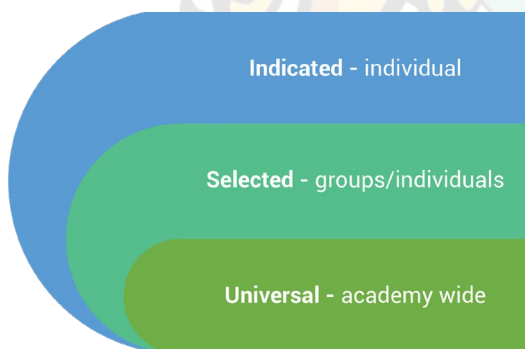 Indicated - individual
Selected - groups/individuals
Universal - academy wide